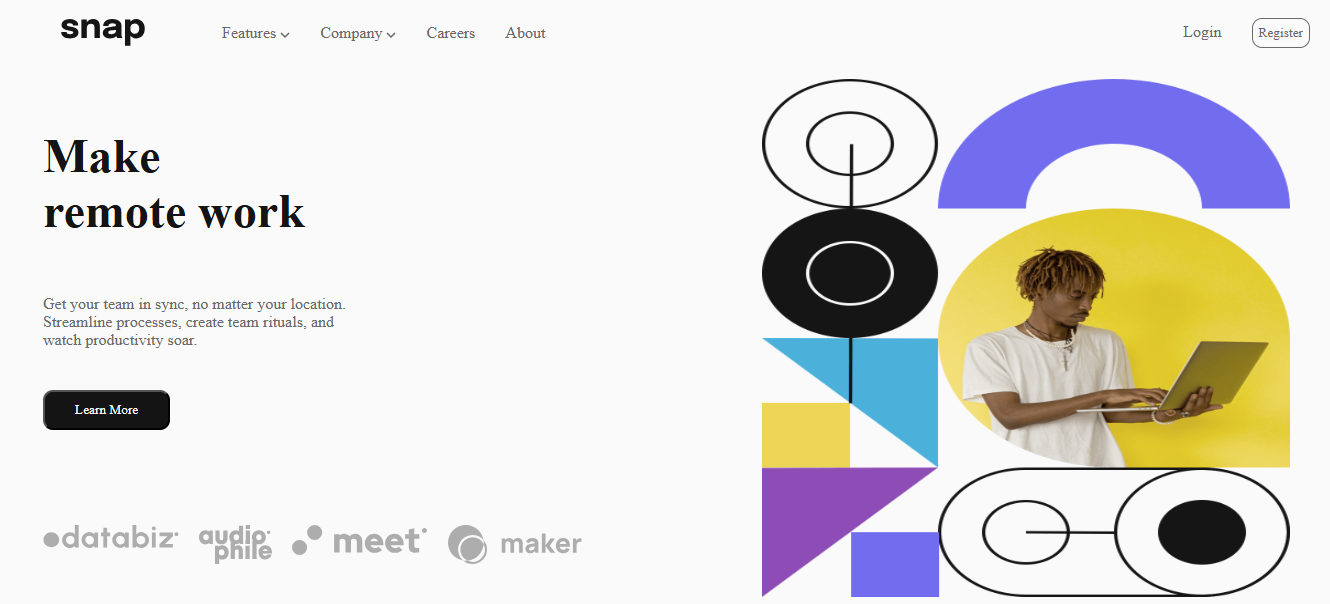 snap
Features
Company
Careers
About
Login
Register
Make
remote work
Get your team in sync, no matter your location.
Streamline processes, create team rituals, and
watch productivity soar.
Learn More
databiz
audio
phile
meet
maker